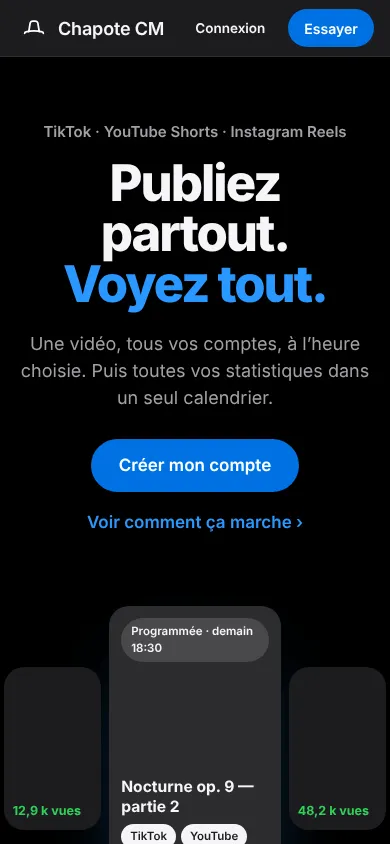 Chapote CM
Connexion
Essayer
TikTok · YouTube Shorts · Instagram Reels
Publiez
partout.
Voyez tout.
Une vidéo, tous vos comptes, à l’heure
choisie. Puis toutes vos statistiques dans
un seul calendrier.
Créer mon compte
Voir comment ça marche ›
Programmée · demain
18:30
Nocturne op. 9 —
partie 2
12,9 k vues
48,2 k vues
TikTok
YouTube